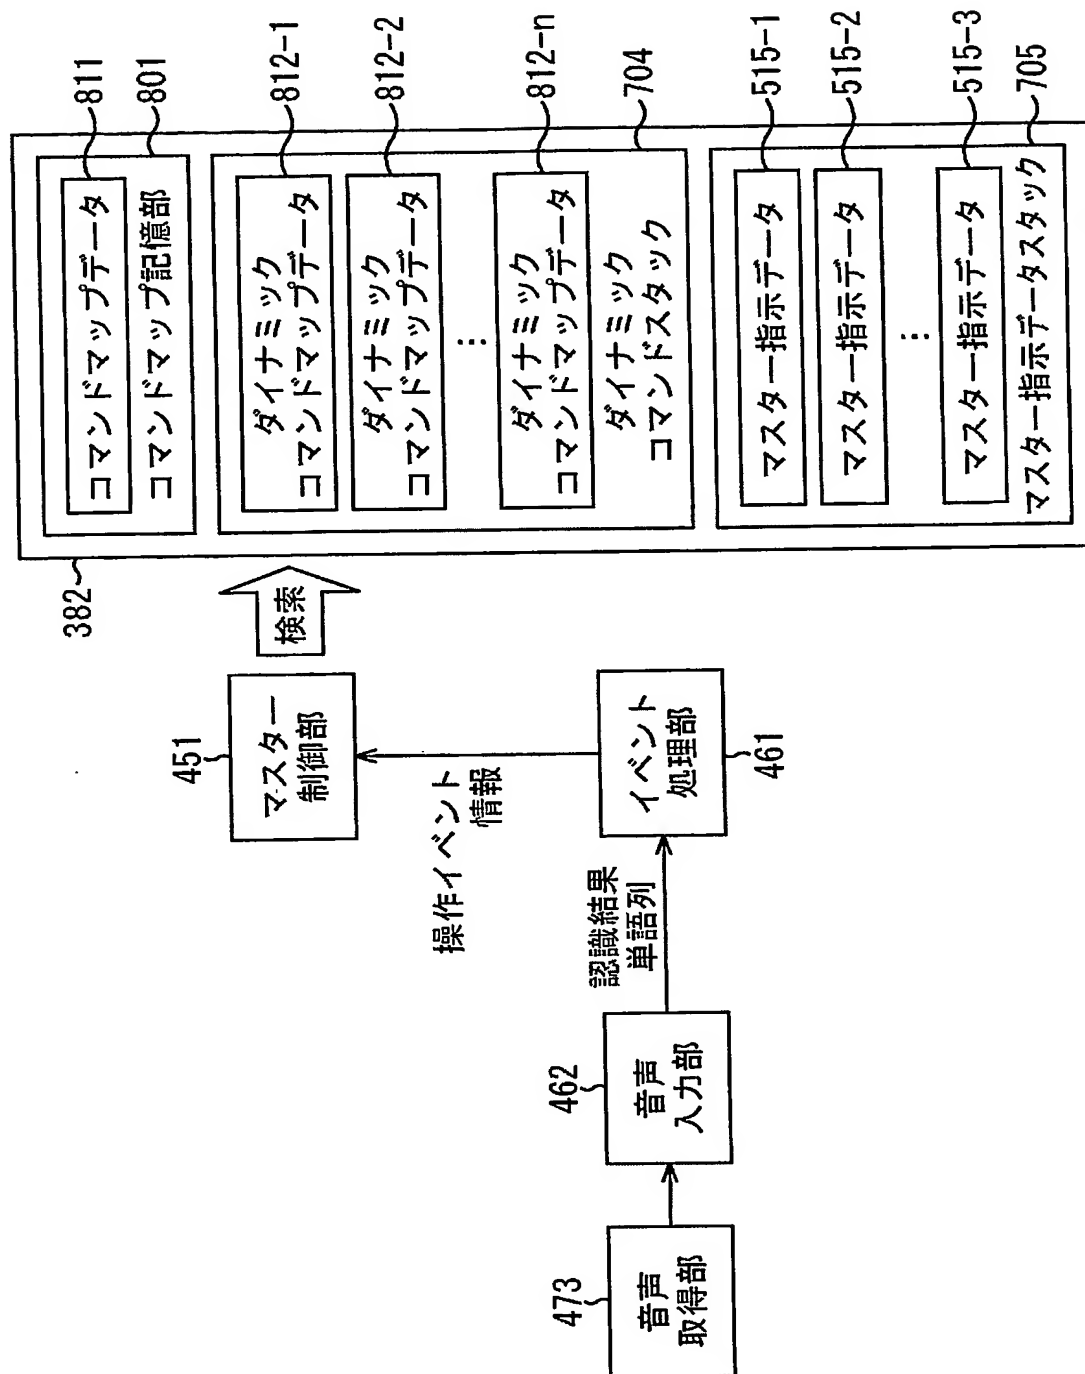 473
音声
取得部
462
音声
入力部
認識結果
単語列
461
イベント
処理部
操作イベント
情報
451
マスター
制御部
検索
382
コマンドマップデータ
811
コマンドマップ記憶部
801
ダイナミック
コマンドマップデータ
812-1
ダイナミック
コマンドマップデータ
812-2
⋮
ダイナミック
コマンドマップデータ
812-n
ダイナミック
コマンドスタック
704
マスター指示データ
515-1
マスター指示データ
515-2
⋮
マスター指示データ
515-3
マスター指示データスタック
705